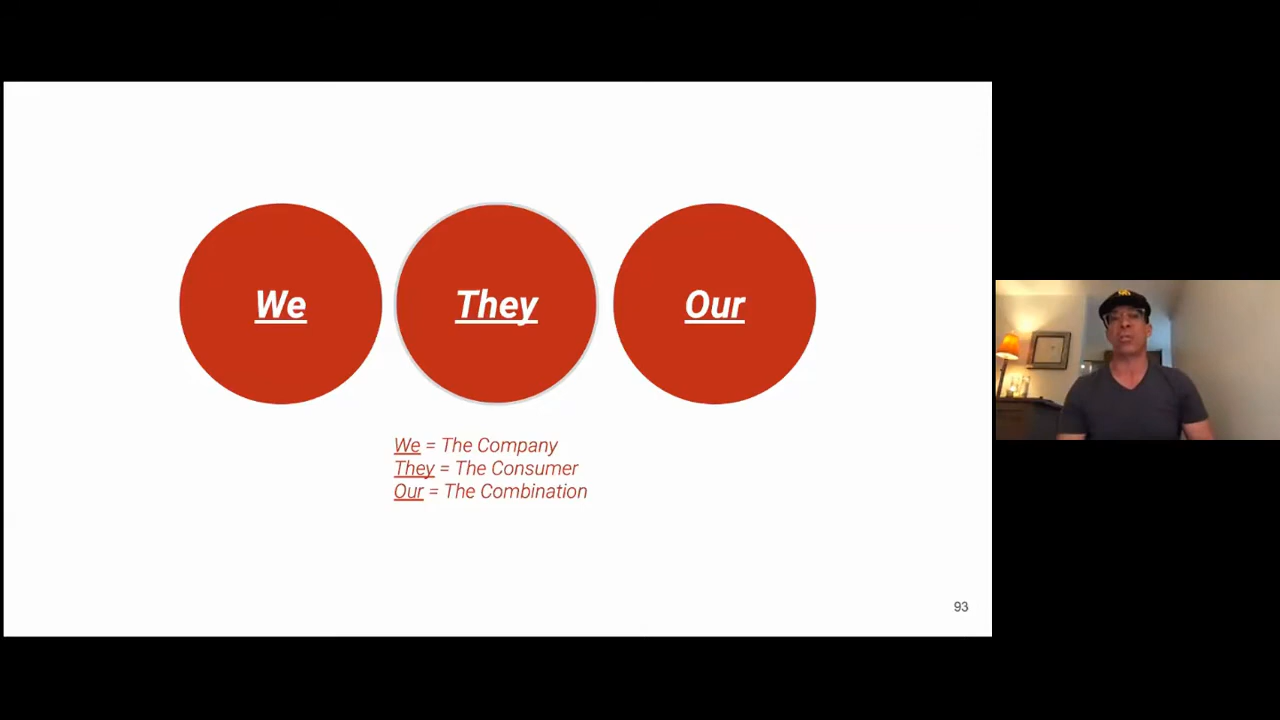 We They Our
We = The Company
They = The Consumer
Our = The Combination
93